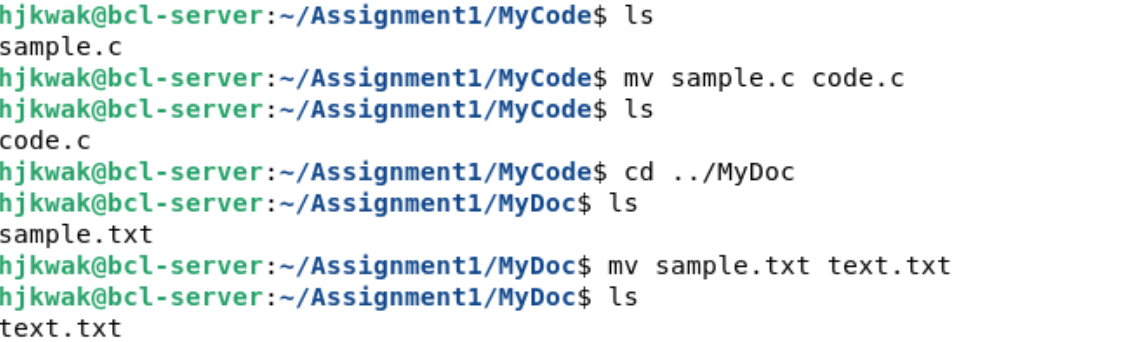 hjkwak@bcl-server:~/Assignment1/MyCode$ ls
sample.c
hjkwak@bcl-server:~/Assignment1/MyCode$ mv sample.c code.c
hjkwak@bcl-server:~/Assignment1/MyCode$ ls
code.c
hjkwak@bcl-server:~/Assignment1/MyCode$ cd ../MyDoc
hjkwak@bcl-server:~/Assignment1/MyDoc$ ls
sample.txt
hjkwak@bcl-server:~/Assignment1/MyDoc$ mv sample.txt text.txt
hjkwak@bcl-server:~/Assignment1/MyDoc$ ls
text.txt